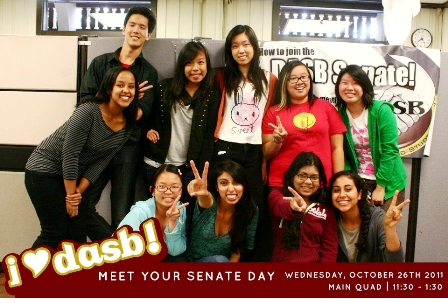 How to join the
DASB Senate!
SB
i ♥ dasb!
MEET YOUR SENATE DAY
WEDNESDAY, OCTOBER 26TH 2011
MAIN QUAD | 11:30 - 1:30